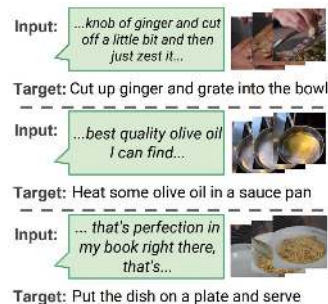 Input:
...knob of ginger and cut
off a little bit and then
just zest it...
Target: Cut up ginger and grate into the bowl
Input:
...best quality olive oil
I can find...
Target: Heat some olive oil in a sauce pan
Input:
... that's perfection in
my book right there,
that's...
Target: Put the dish on a plate and serve